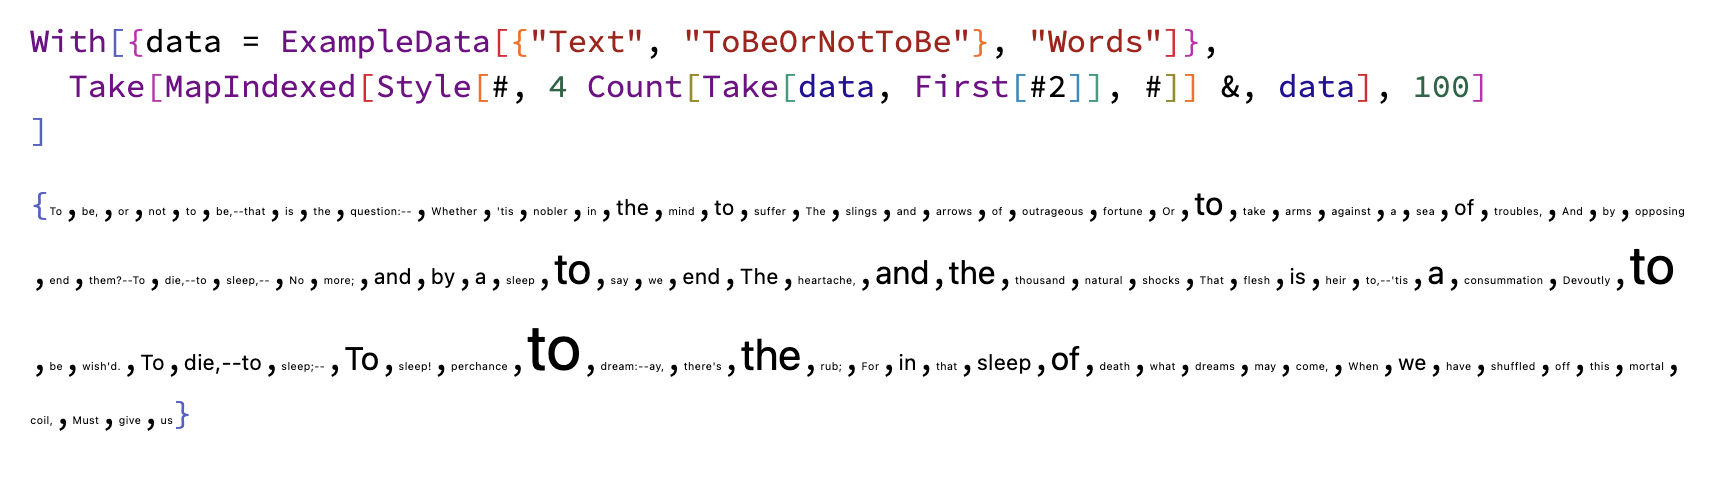 With[{data = ExampleData[{"Text", "ToBeOrNotToBe"}, "Words"]},
Take[MapIndexed[Style[#, 4 Count[Take[data, First[#2]], #]] &, data], 100]
]
{To, be,, or, not, to, be,--that, is, the, question:--, Whether, 'tis, nobler, in, the, mind, to, suffer, The, slings, and, arrows, of, outrageous, fortune, Or, to, take, arms, against, a, sea, of, troubles,, And, by, opposing
, end, them?--To, die,--to, sleep,--, No, more;, and, by, a, sleep, to, say, we, end, The, heartache,, and, the, thousand, natural, shocks, That, flesh, is, heir, to,--'tis, a, consummation, Devoutly, to
, be, wish'd., To, die,--to, sleep;--, To, sleep!, perchance, to, dream:--ay,, there's, the, rub;, For, in, that, sleep, of, death, what, dreams, may, come,, When, we, have, shuffled, off, this, mortal,
coil,, Must, give, us}